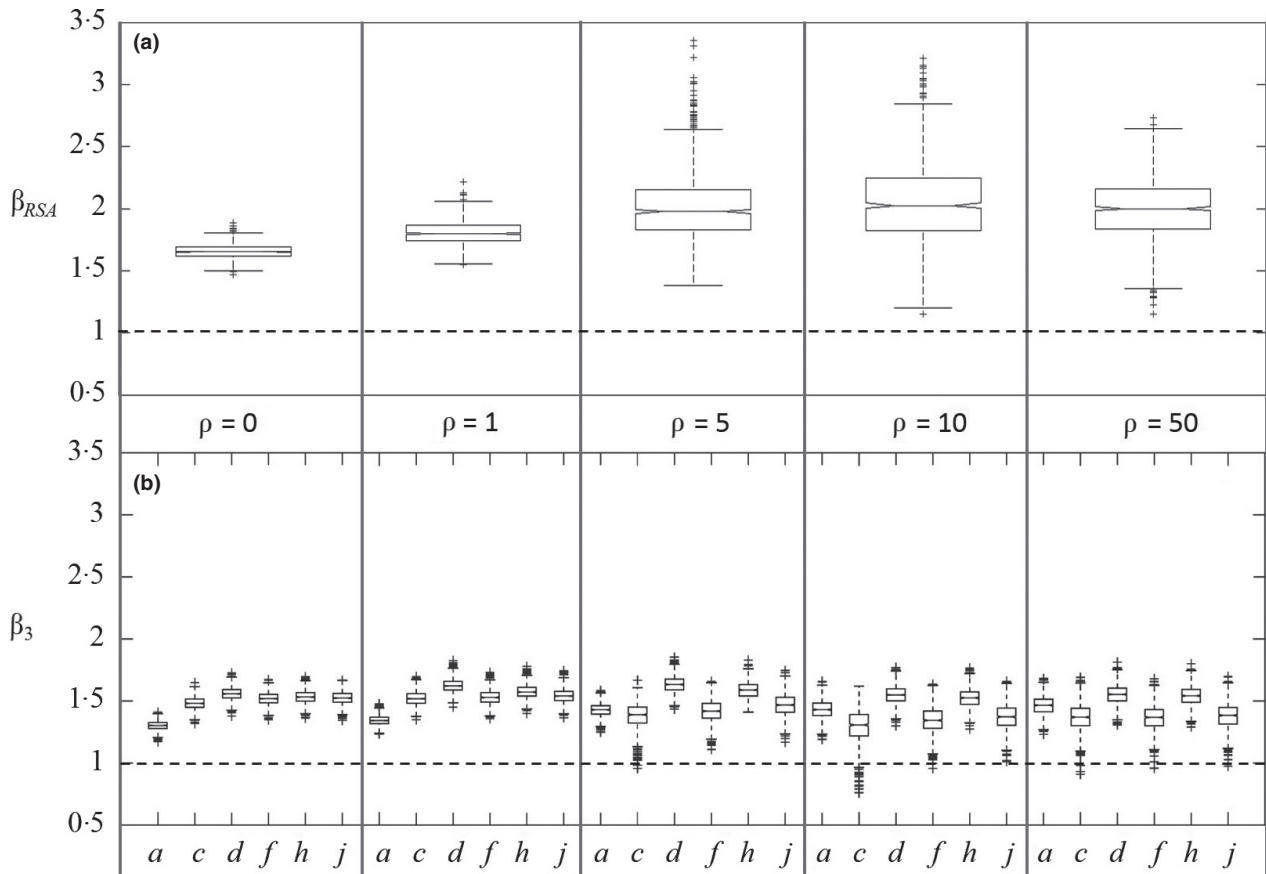 3·5
(a)
3
2·5
β_RSA
2
1·5
1
0·5
ρ = 0 ρ = 1 ρ = 5 ρ = 10 ρ = 50
3·5
(b)
3
2·5
2
β₃
1·5
1
0·5
a c d f h j a c d f h j a c d f h j a c d f h j a c d f h j